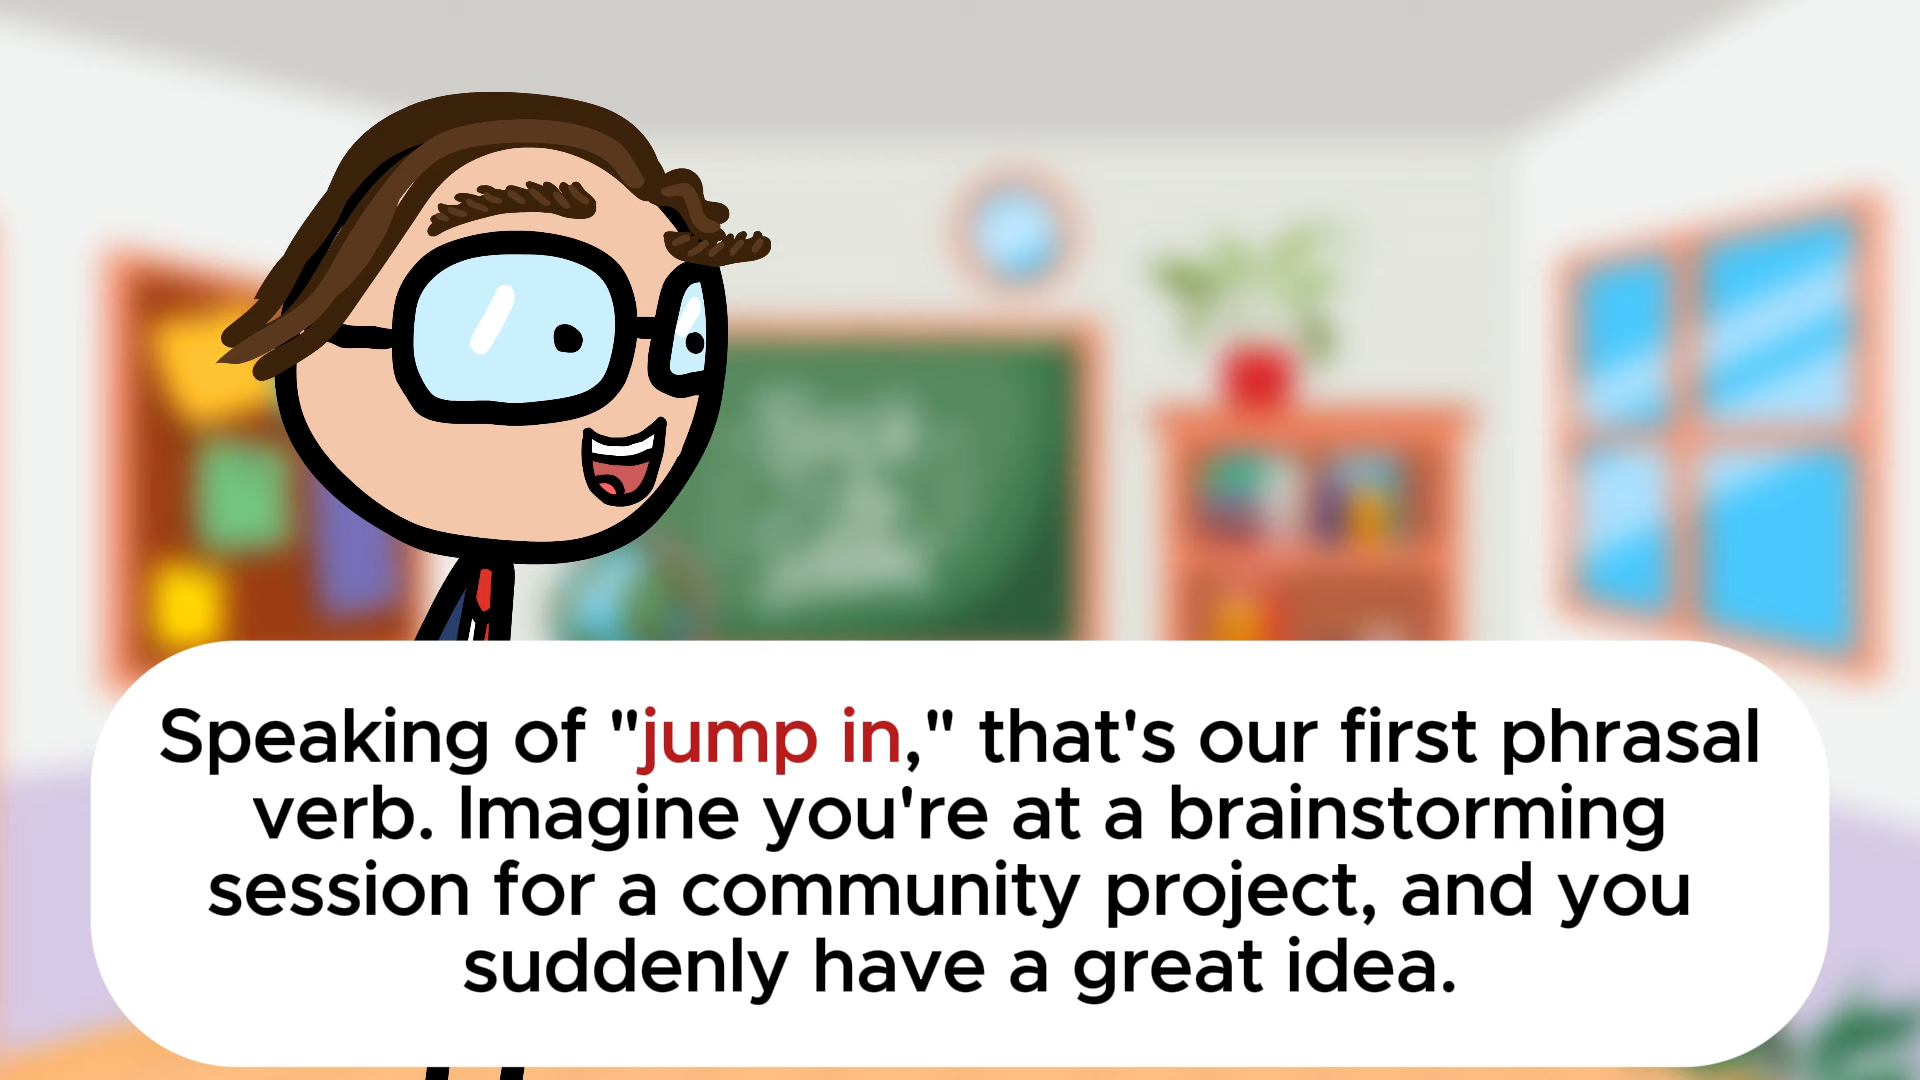 Speaking of "jump in," that's our first phrasal
verb. Imagine you're at a brainstorming
session for a community project, and you
suddenly have a great idea.